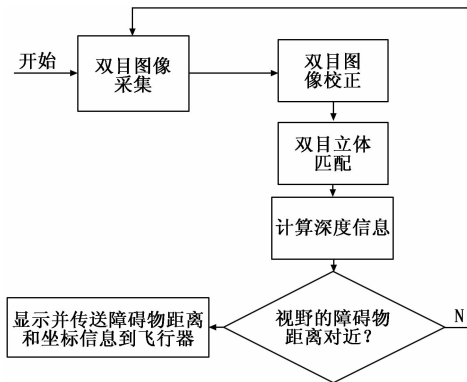 开始
双目图像
采集
双目图
像校正
双目立体
匹配
计算深度信息
视野的障碍物
距离对近？
N
显示并传送障碍物距离
和坐标信息到飞行器